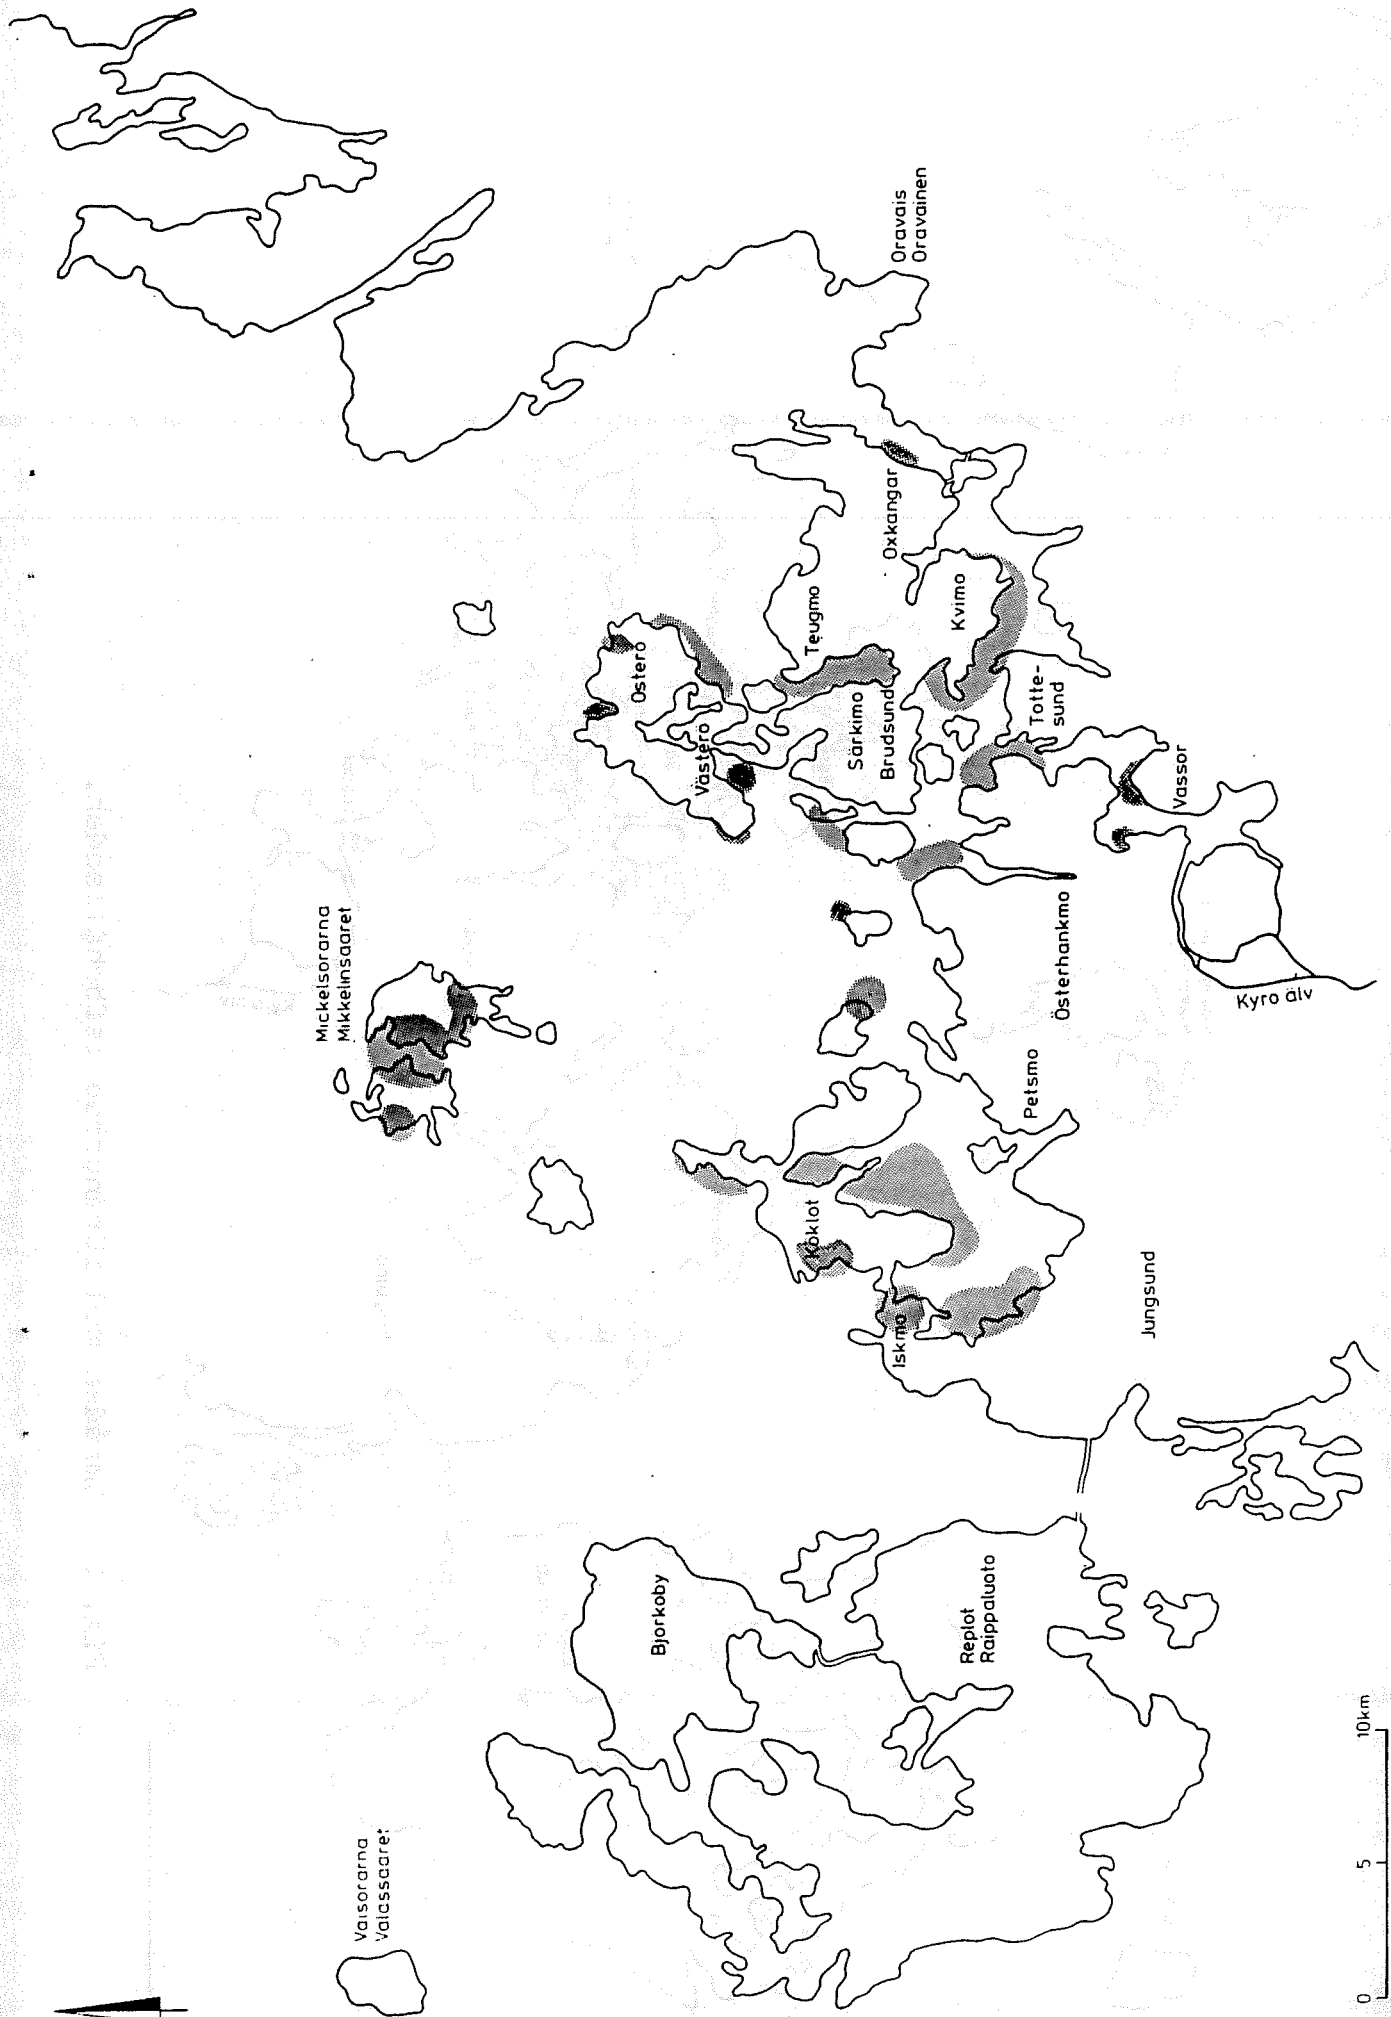 Valsörarna
Valassaaret
Mickelsörarna
Mikkelinsaaret
Björköby
Replot
Raippaluoto
Köklot
Iskmo
Jungsund
Petsmo
Österhankmo
Kyro älv
Västerö
Österö
Särkimo
Brudsund
Teugmo
Oxkangar
Kvimo
Totte-
sund
Vassor
Oravais
Oravainen
0 5 10km